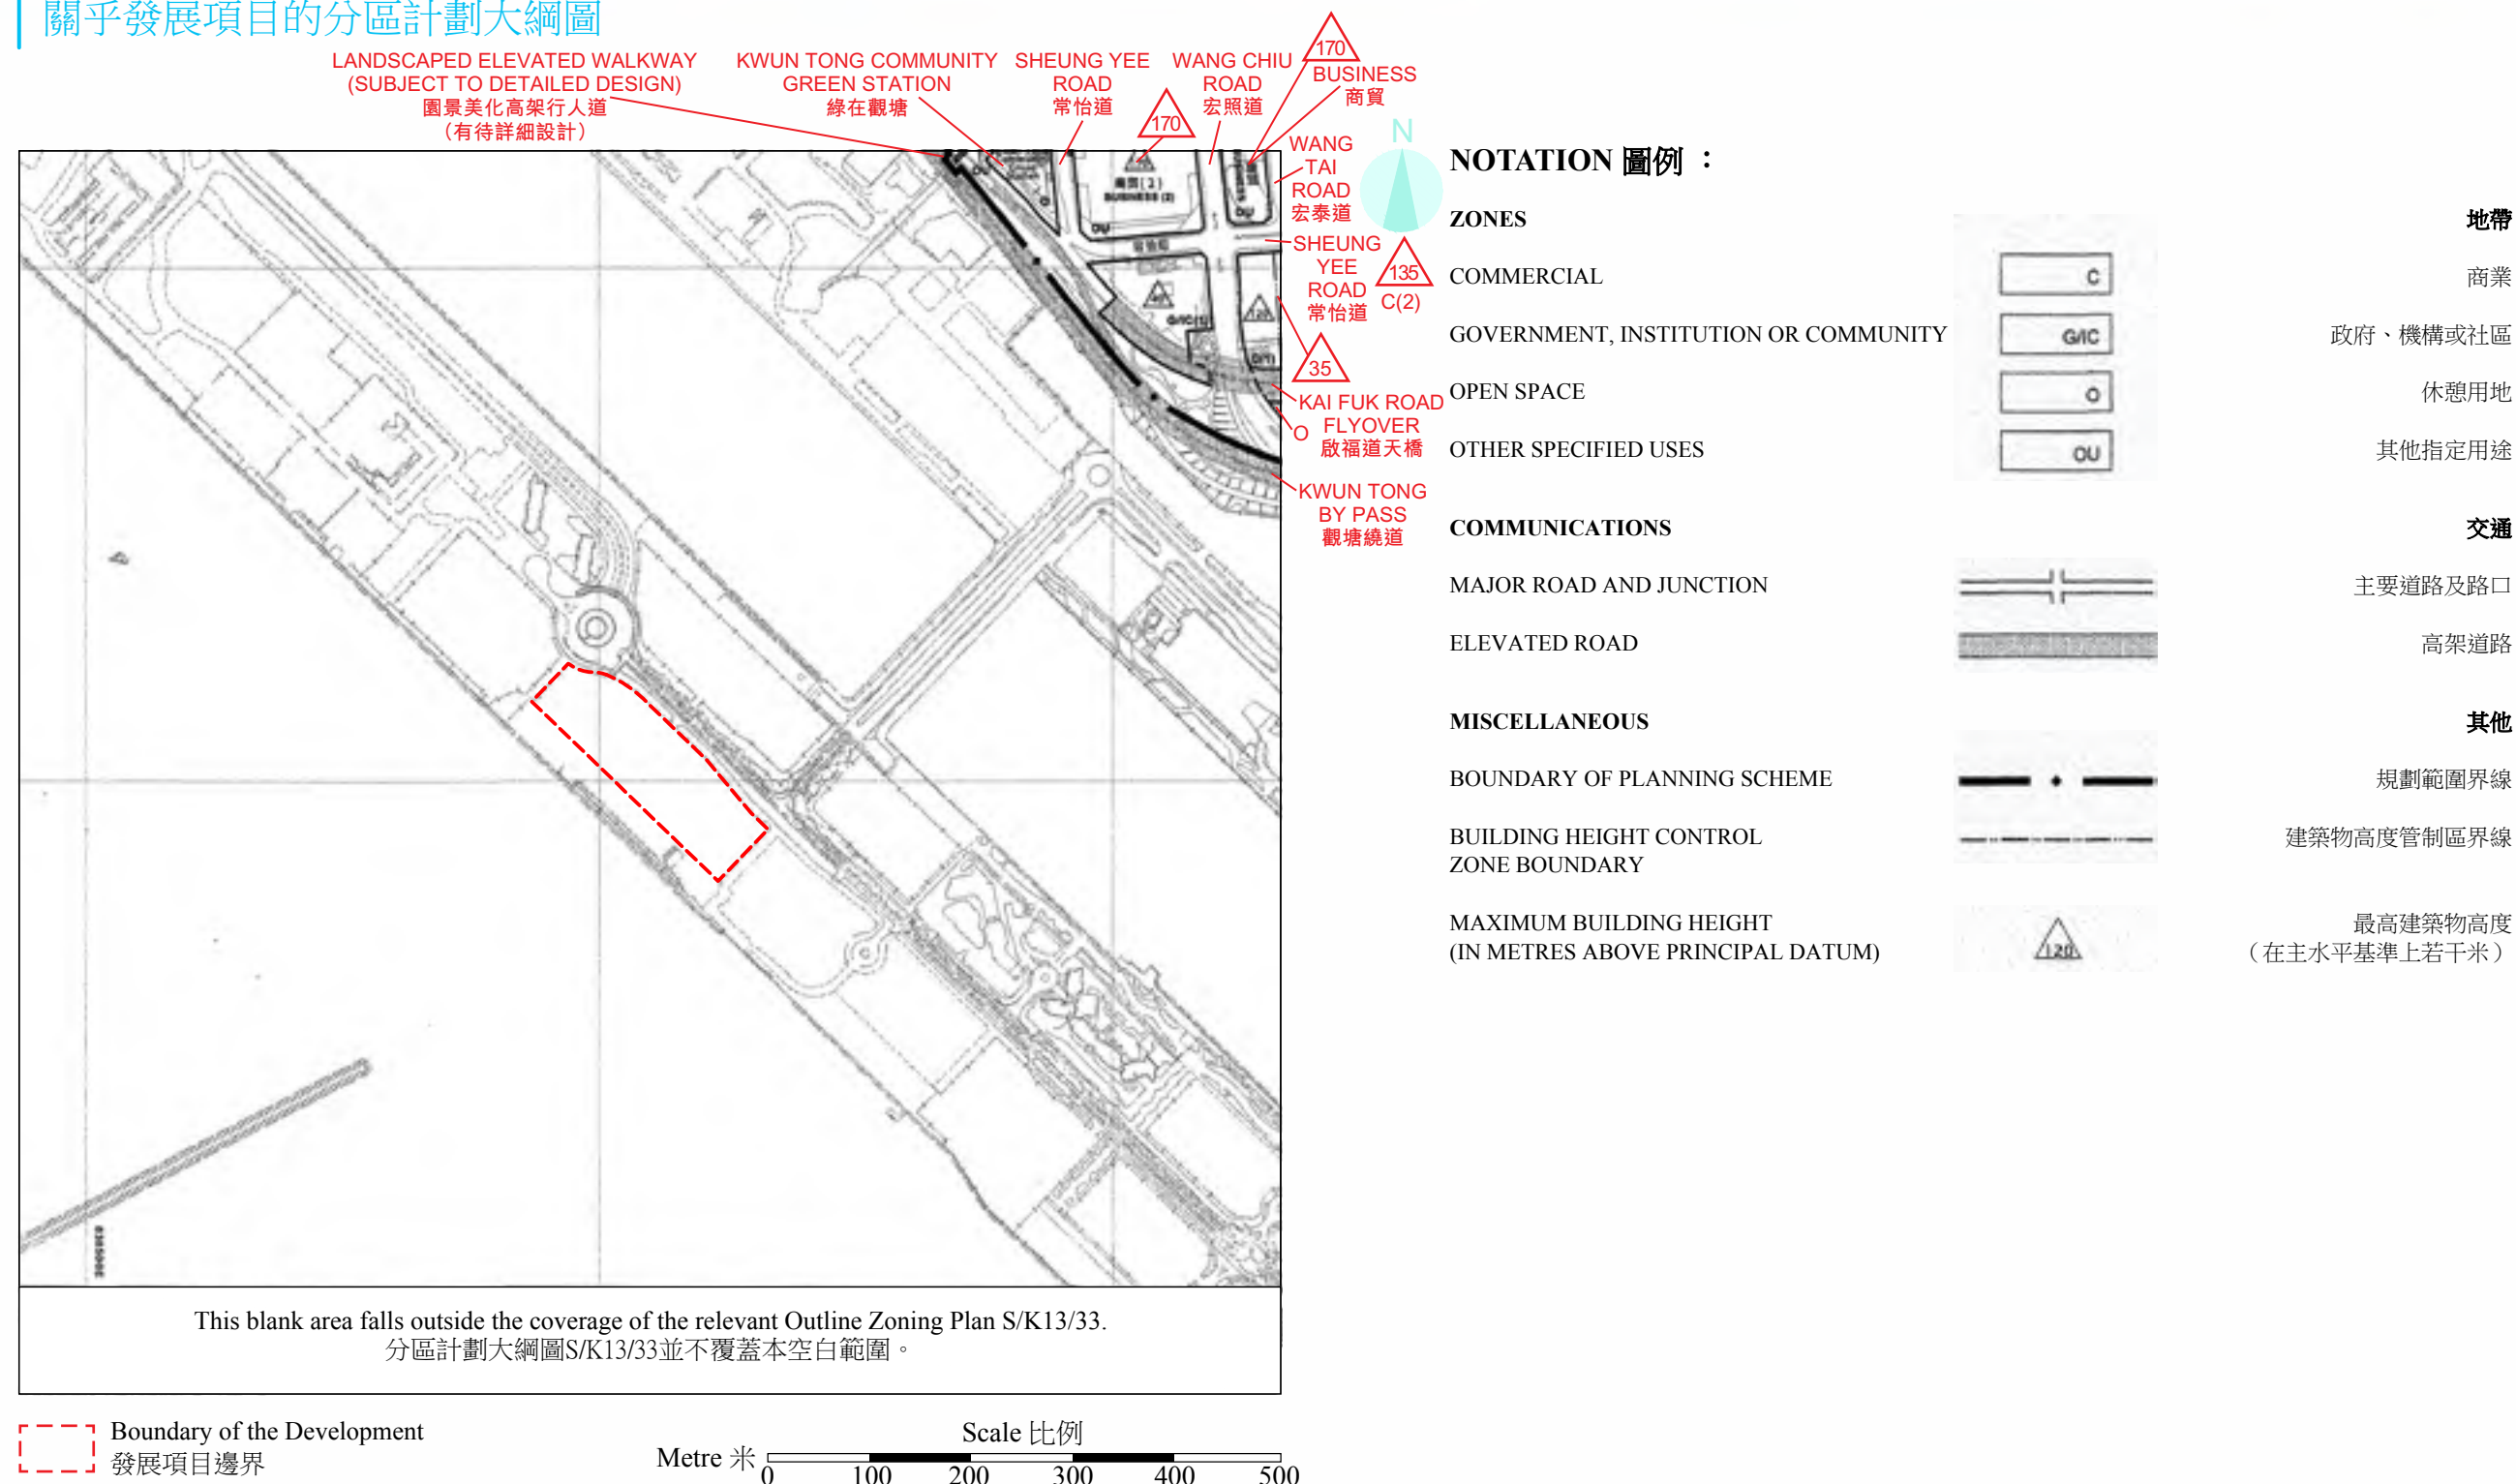 關乎發展項目的分區計劃大綱圖
LANDSCAPED ELEVATED WALKWAY
(SUBJECT TO DETAILED DESIGN)
園景美化高架行人道
（有待詳細設計）
KWUN TONG COMMUNITY
GREEN STATION
綠在觀塘
SHEUNG YEE
ROAD
常怡道
170
WANG CHIU
ROAD
宏照道
170
BUSINESS
商貿
WANG
TAI
ROAD
宏泰道
SHEUNG
YEE
ROAD
常怡道
135
C(2)
35
KAI FUK ROAD
FLYOVER
啟福道天橋
O
KWUN TONG
BY PASS
觀塘繞道
N
OU
商貿(2)
BUSINESS (2)
OU
O
OU
G/IC(1)
120
NOTATION 圖例 ：
ZONES 地帶
COMMERCIAL C 商業
GOVERNMENT, INSTITUTION OR COMMUNITY G/IC 政府、機構或社區
OPEN SPACE O 休憩用地
OTHER SPECIFIED USES OU 其他指定用途
COMMUNICATIONS 交通
MAJOR ROAD AND JUNCTION 主要道路及路口
ELEVATED ROAD 高架道路
MISCELLANEOUS 其他
BOUNDARY OF PLANNING SCHEME 規劃範圍界線
BUILDING HEIGHT CONTROL 建築物高度管制區界線
ZONE BOUNDARY
MAXIMUM BUILDING HEIGHT 最高建築物高度
(IN METRES ABOVE PRINCIPAL DATUM) 120 （在主水平基準上若干米）
This blank area falls outside the coverage of the relevant Outline Zoning Plan S/K13/33.
分區計劃大綱圖S/K13/33並不覆蓋本空白範圍。
Boundary of the Development
發展項目邊界
Scale 比例
Metre 米
0 100 200 300 400 500